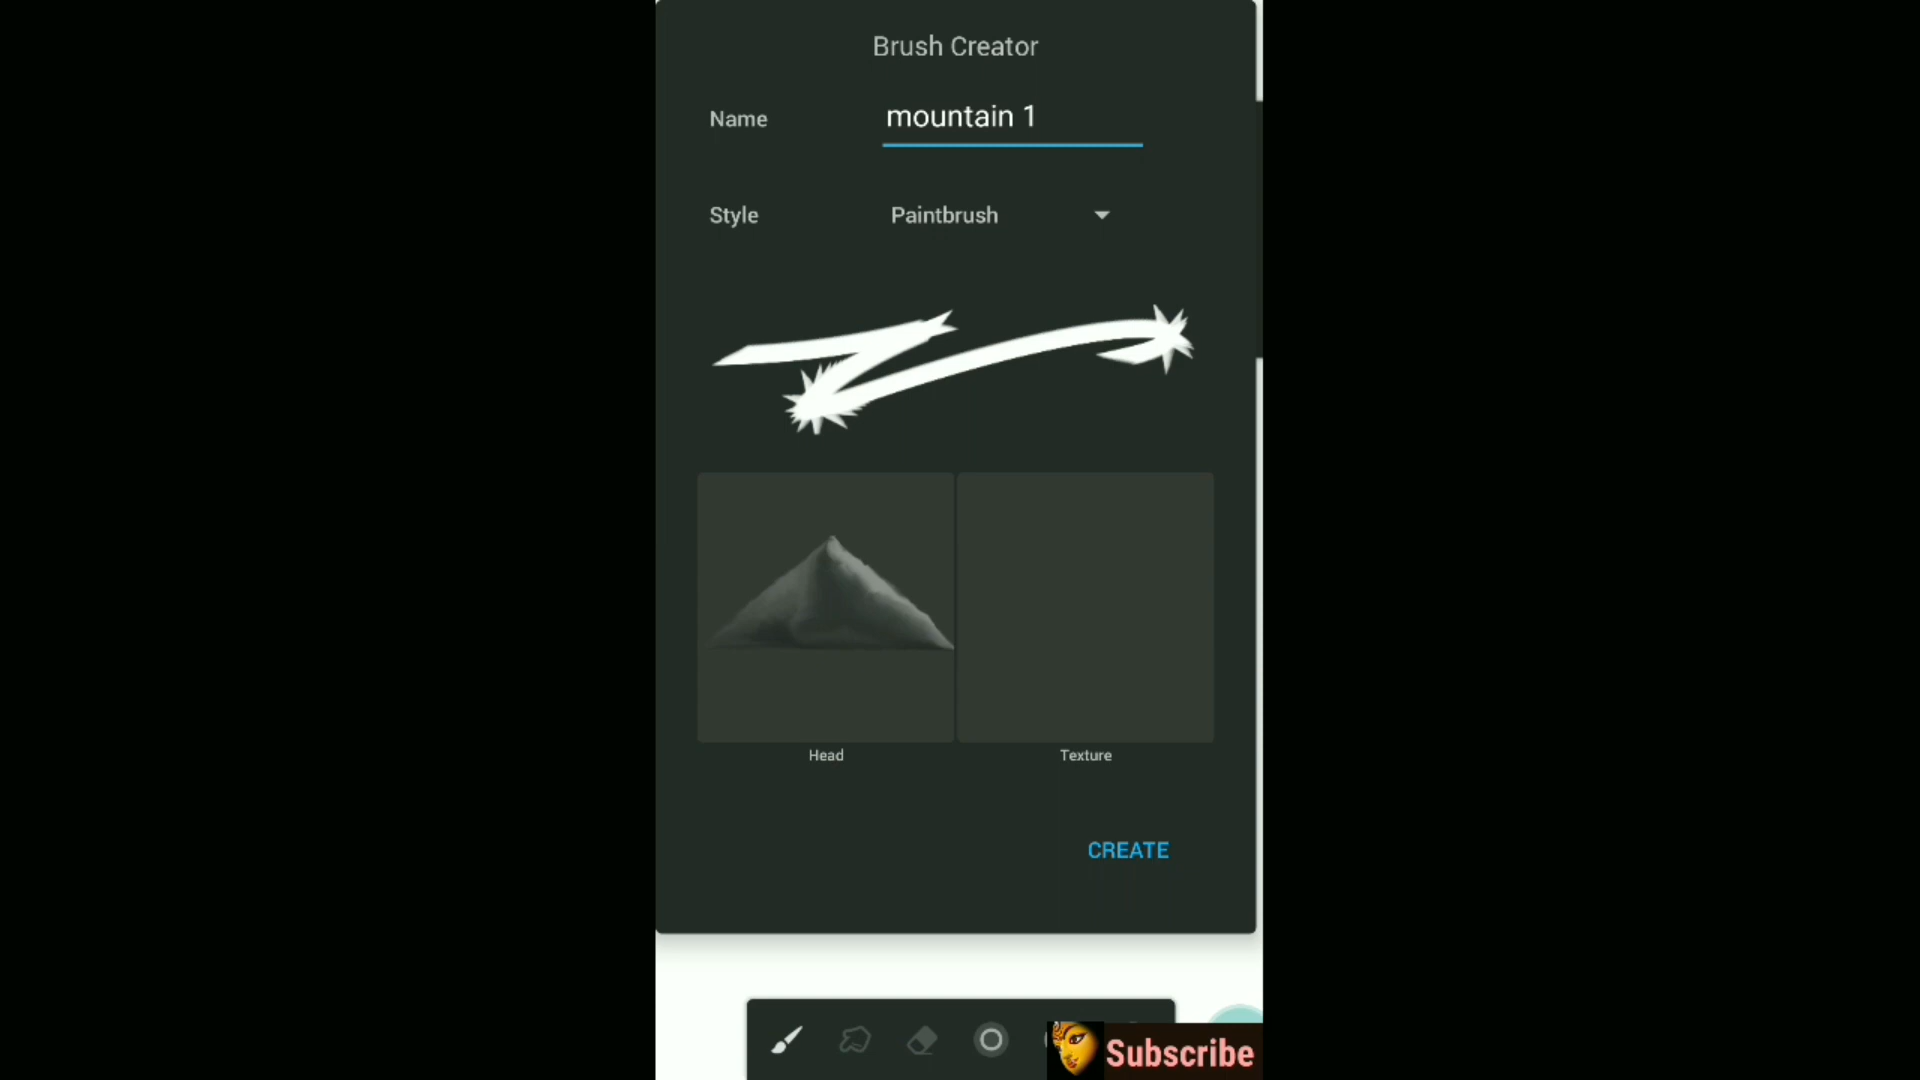 Brush Creator
Name mountain 1
Style Paintbrush
Head Texture
CREATE
Subscribe